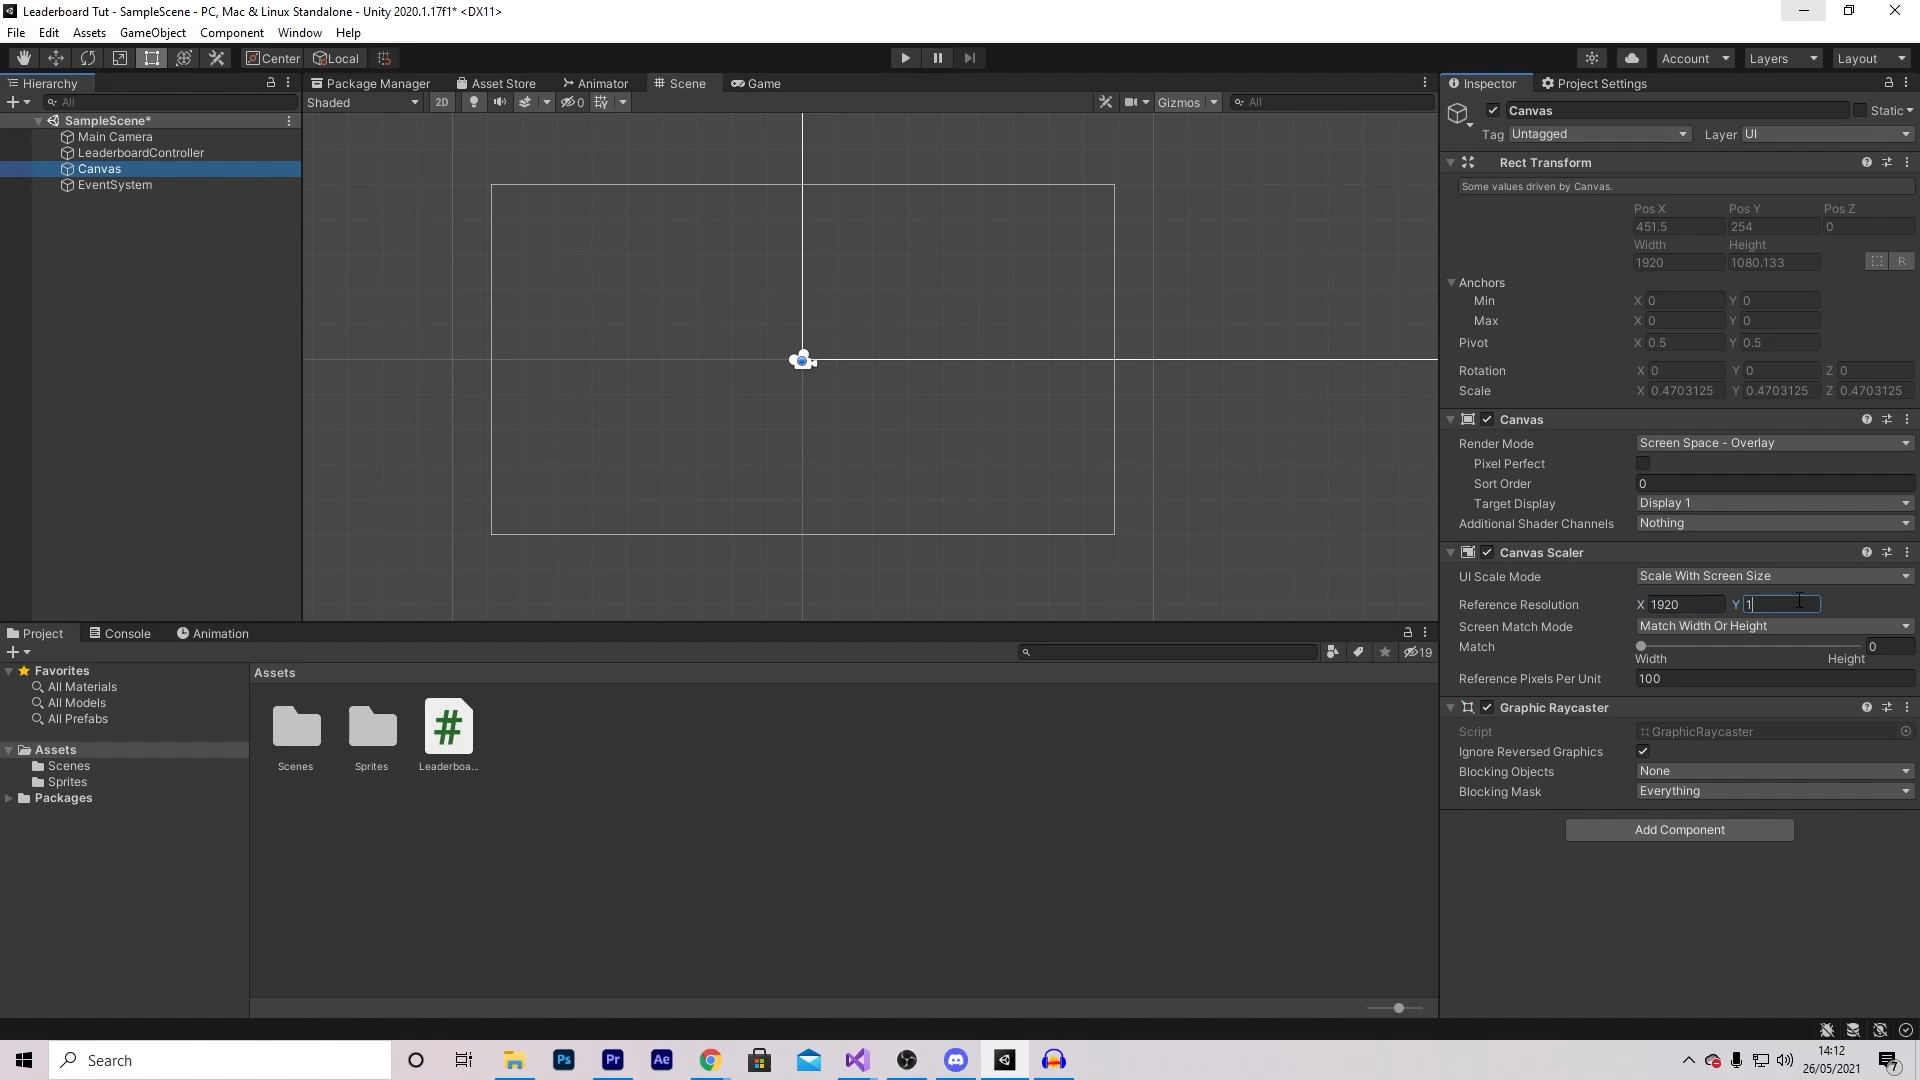 Leaderboard Tut - SampleScene - PC, Mac & Linux Standalone - Unity 2020.1.17f1* <DX11>
File Edit Assets GameObject Component Window Help
Center Local Account Layers Layout
Hierarchy Package Manager Asset Store Animator Scene Game Inspector Project Settings
All Shaded 2D 0 Gizmos All
Canvas Static
SampleScene*
Tag Untagged Layer UI
Main Camera
LeaderboardController
Canvas
EventSystem
Rect Transform
Some values driven by Canvas.
Pos X Pos Y Pos Z
451.5 254 0
Width Height
1920 1080.133 R
Anchors
Min X 0 Y 0
Max X 0 Y 0
Pivot X 0.5 Y 0.5
Rotation X 0 Y 0 Z 0
Scale X 0.4703125 Y 0.4703125 Z 0.4703125
Canvas
Render Mode Screen Space - Overlay
Pixel Perfect
Sort Order 0
Target Display Display 1
Additional Shader Channels Nothing
Canvas Scaler
UI Scale Mode Scale With Screen Size
Reference Resolution X 1920 Y 1
Screen Match Mode Match Width Or Height
Match 0
Width Height
Reference Pixels Per Unit 100
Graphic Raycaster
Script GraphicRaycaster
Ignore Reversed Graphics
Blocking Objects None
Blocking Mask Everything
Add Component
Project Console Animation
19
Favorites
All Materials
All Models
All Prefabs
Assets
Scenes
Sprites
Packages
Assets
Scenes Sprites Leaderboa...
Search
Ps Pr Ae
14:12
26/05/2021
7